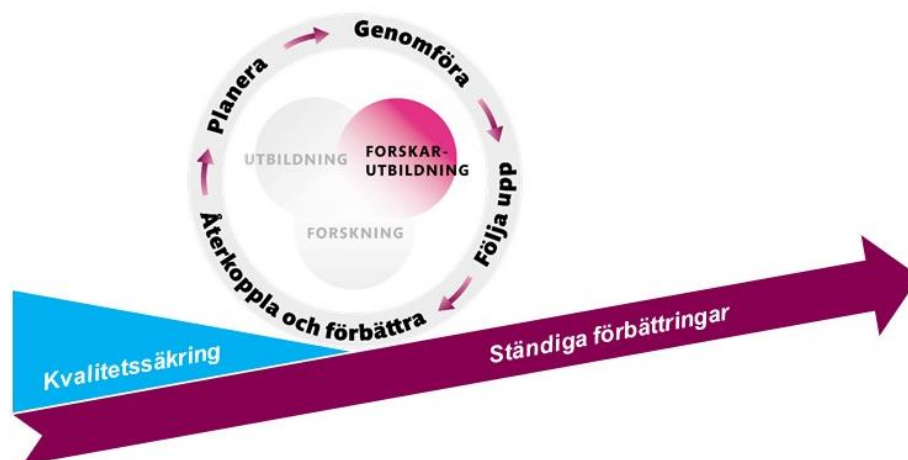 Planera
Genomföra
Följa upp
Återkoppla och förbättra
UTBILDNING
FORSKAR-
UTBILDNING
FORSKNING
Kvalitetssäkring
Ständiga förbättringar